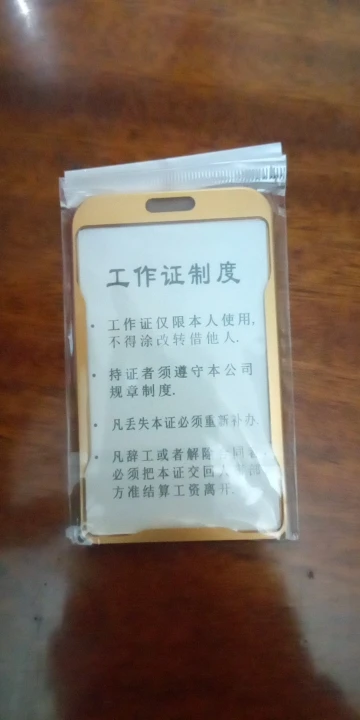 工作证制度
· 工作证仅限本人使用,
不得涂改转借他人.
· 持证者须遵守本公司
规章制度.
· 凡丢失本证必须重新补办.
· 凡辞工或者解除
必须把本证交回
方准结算工资离开.